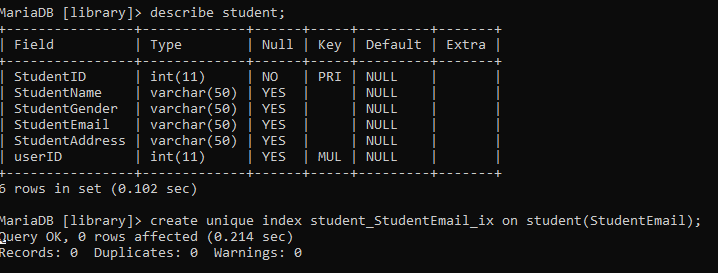 MariaDB [library]> describe student;
+----------------+-------------+------+-----+---------+-------+
| Field          | Type        | Null | Key | Default | Extra |
+----------------+-------------+------+-----+---------+-------+
| StudentID      | int(11)     | NO   | PRI | NULL    |       |
| StudentName    | varchar(50) | YES  |     | NULL    |       |
| StudentGender  | varchar(50) | YES  |     | NULL    |       |
| StudentEmail   | varchar(50) | YES  |     | NULL    |       |
| StudentAddress | varchar(50) | YES  |     | NULL    |       |
| userID         | int(11)     | YES  | MUL | NULL    |       |
+----------------+-------------+------+-----+---------+-------+
6 rows in set (0.102 sec)
MariaDB [library]> create unique index student_StudentEmail_ix on student(StudentEmail);
Query OK, 0 rows affected (0.214 sec)
Records: 0  Duplicates: 0  Warnings: 0